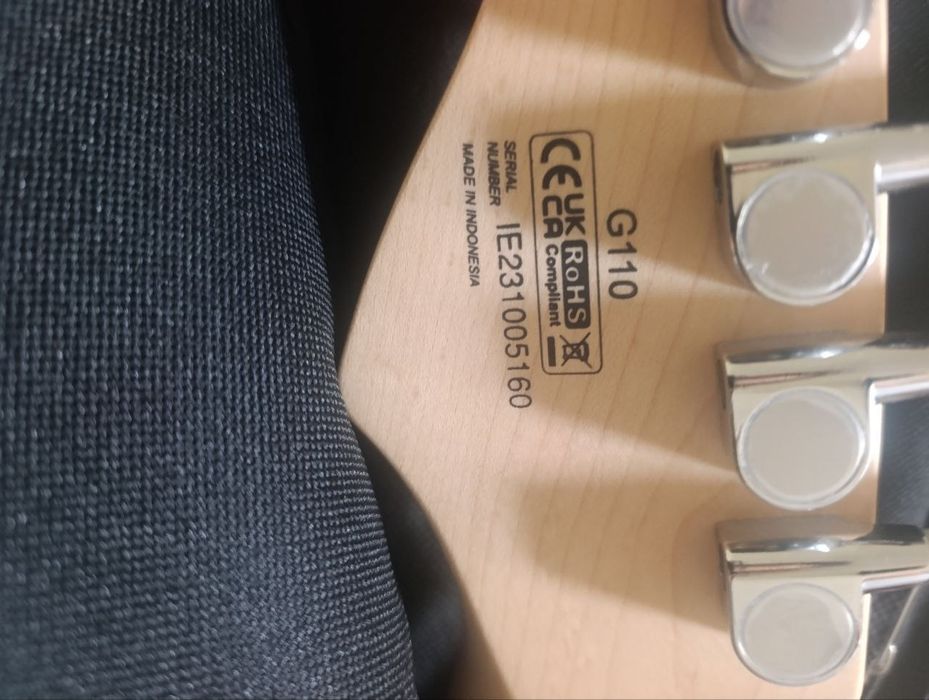 G110
CE UK CA RoHS Compliant
SERIAL NUMBER IE231005160
MADE IN INDONESIA